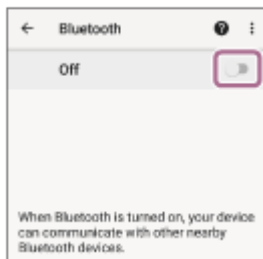 Bluetooth
Off
When Bluetooth is turned on, your device
can communicate with other nearby
Bluetooth devices.